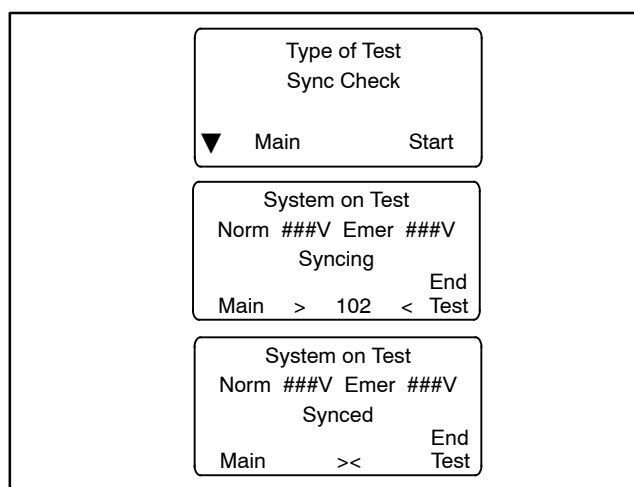 Type of Test
Sync Check
▼ Main Start
System on Test
Norm ###V Emer ###V
Syncing
End
Main > 102 < Test
System on Test
Norm ###V Emer ###V
Synced
End
Main >< Test